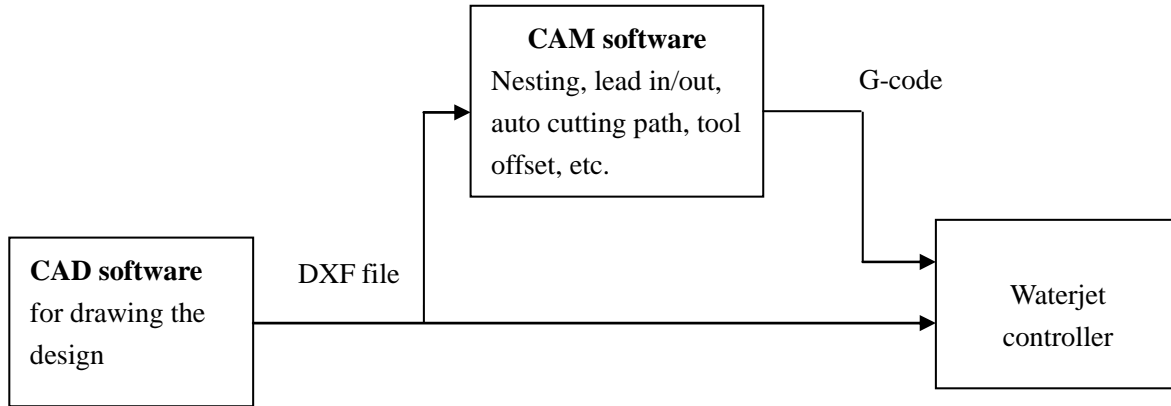 CAM software
Nesting, lead in/out,
auto cutting path, tool
offset, etc.
G-code
CAD software
for drawing the
design
DXF file
Waterjet
controller